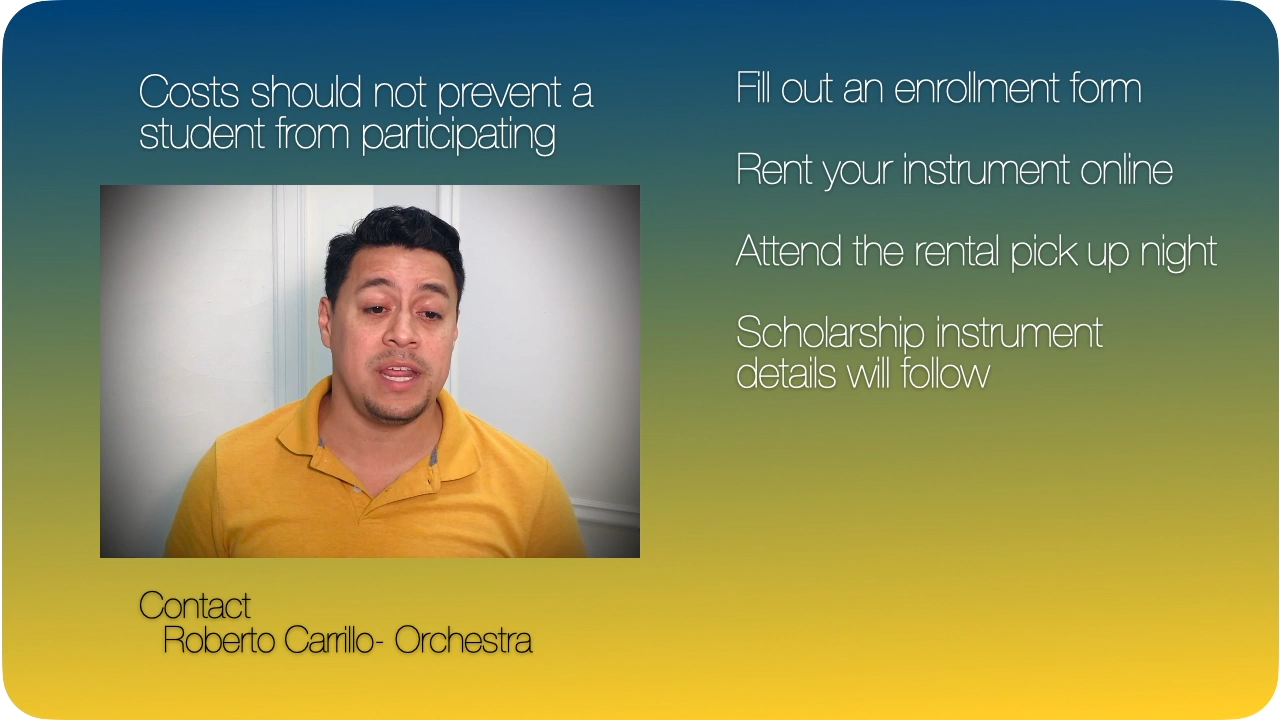 Costs should not prevent a
student from participating
Contact
Roberto Carrillo- Orchestra
Fill out an enrollment form
Rent your instrument online
Attend the rental pick up night
Scholarship instrument
details will follow